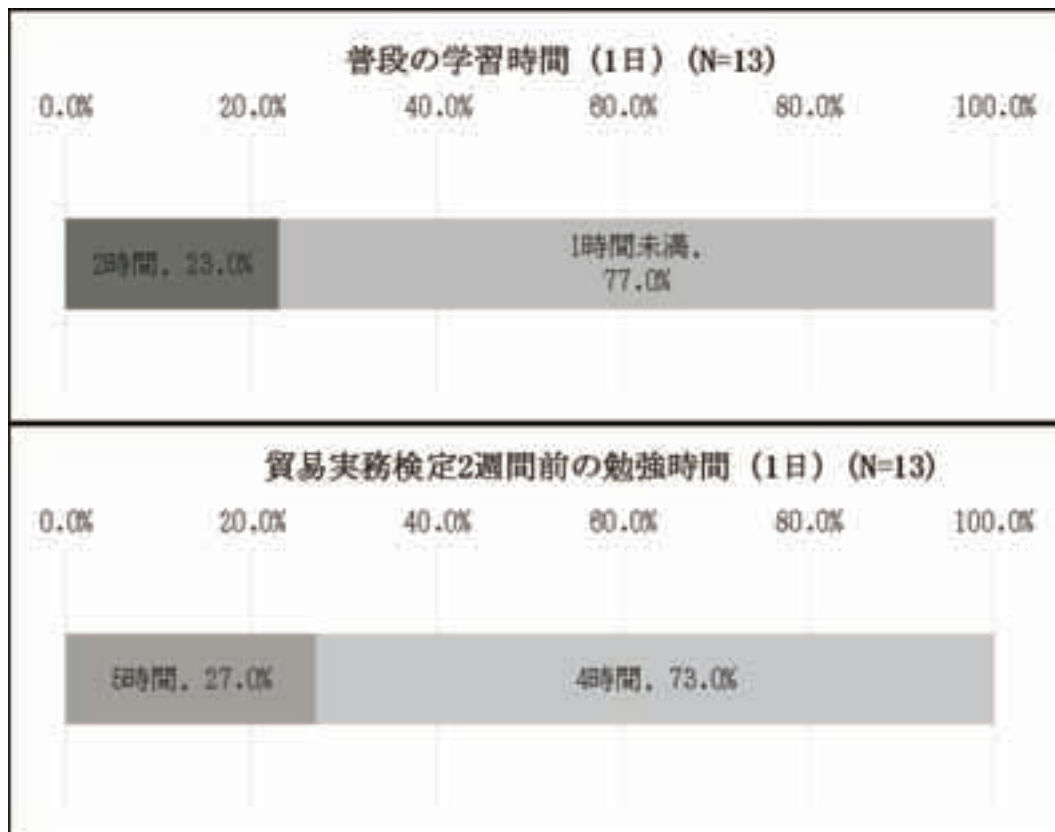 普段の学習時間（1日）(N=13)
0.0% 20.0% 40.0% 60.0% 80.0% 100.0%
2時間, 23.0%
1時間未満,
77.0%
貿易実務検定2週間前の勉強時間（1日）(N=13)
0.0% 20.0% 40.0% 60.0% 80.0% 100.0%
5時間, 27.0%
4時間, 73.0%